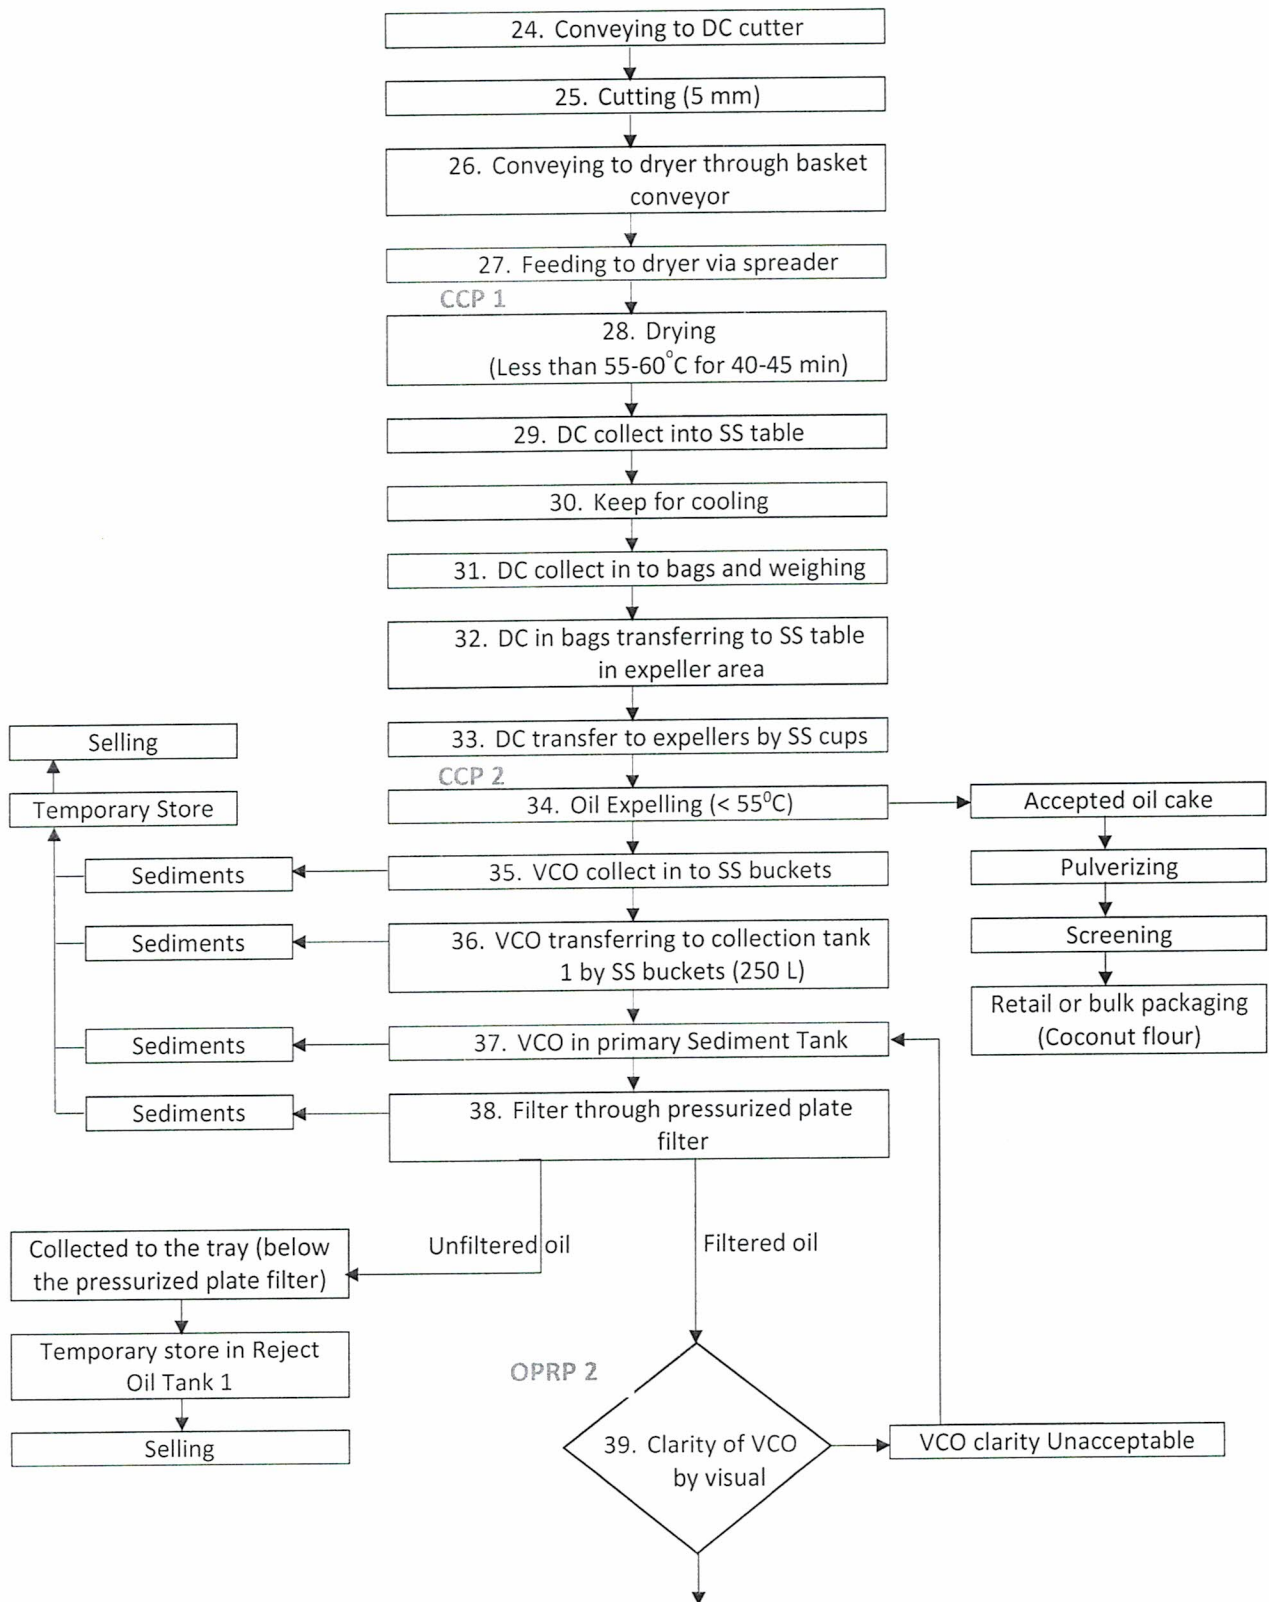 24. Conveying to DC cutter
25. Cutting (5 mm)
26. Conveying to dryer through basket
conveyor
27. Feeding to dryer via spreader
CCP 1
28. Drying
(Less than 55-60°C for 40-45 min)
29. DC collect into SS table
30. Keep for cooling
31. DC collect in to bags and weighing
32. DC in bags transferring to SS table
in expeller area
33. DC transfer to expellers by SS cups
CCP 2
34. Oil Expelling (< 55⁰C)
Accepted oil cake
Pulverizing
Screening
Retail or bulk packaging
(Coconut flour)
Selling
Temporary Store
Sediments
35. VCO collect in to SS buckets
Sediments
36. VCO transferring to collection tank
1 by SS buckets (250 L)
Sediments
37. VCO in primary Sediment Tank
Sediments
38. Filter through pressurized plate
filter
Unfiltered oil
Filtered oil
Collected to the tray (below
the pressurized plate filter)
Temporary store in Reject
Oil Tank 1
Selling
OPRP 2
39. Clarity of VCO
by visual
VCO clarity Unacceptable